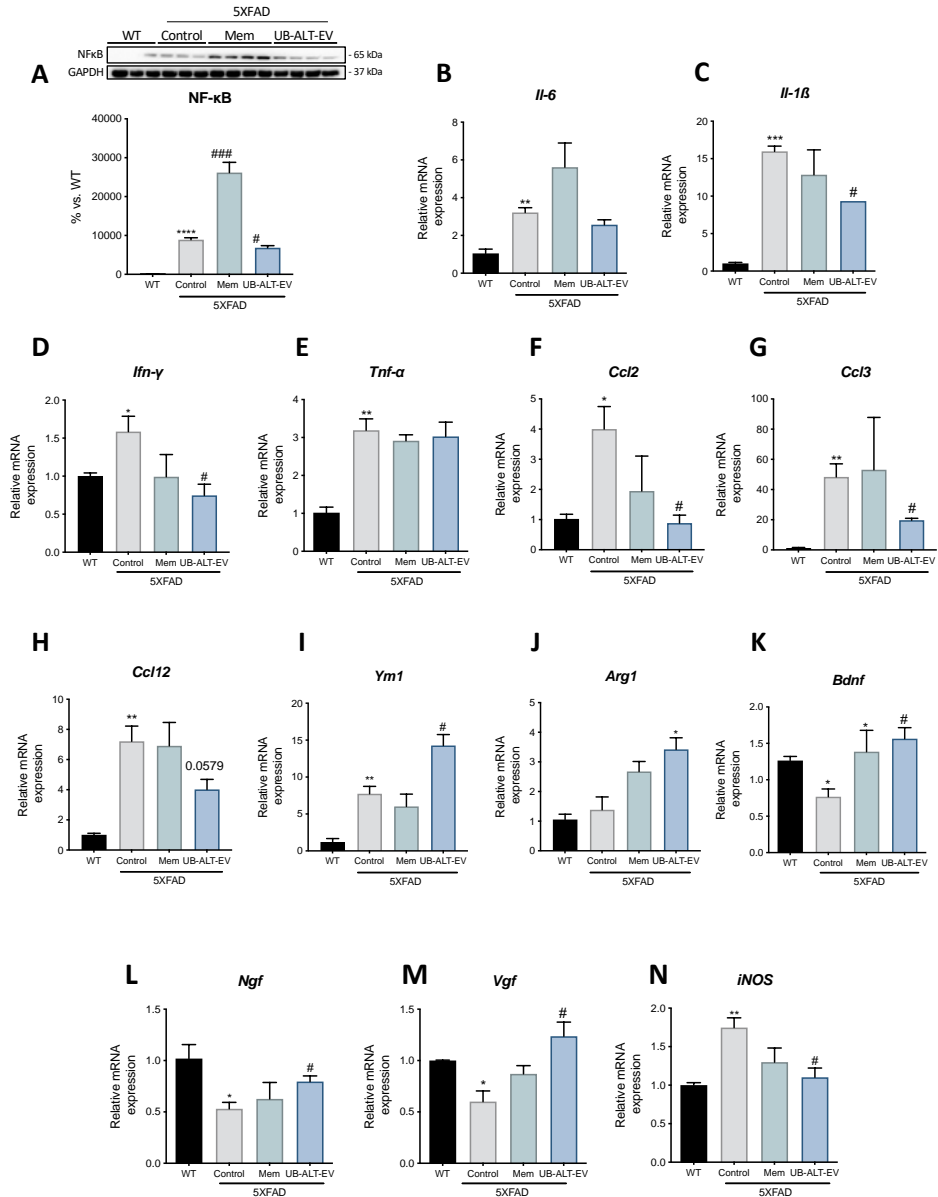 5XFAD
WT Control Mem UB-ALT-EV
NFκB - 65 kDa
GAPDH - 37 kDa
A
NF-κB
% vs. WT
40000
30000
20000
10000
0
****
###
#
WT Control Mem UB-ALT-EV
5XFAD
B
Il-6
Relative mRNA
expression
8
6
4
2
0
**
WT Control Mem UB-ALT-EV
5XFAD
C
Il-1ß
Relative mRNA
expression
20
15
10
5
0
***
#
WT Control Mem UB-ALT-EV
5XFAD
D
Ifn-γ
Relative mRNA
expression
2.0
1.5
1.0
0.5
0.0
*
#
WT Control Mem UB-ALT-EV
5XFAD
E
Tnf-α
Relative mRNA
expression
4
3
2
1
0
**
WT Control Mem UB-ALT-EV
5XFAD
F
Ccl2
Relative mRNA
expression
5
4
3
2
1
0
*
#
WT Control Mem UB-ALT-EV
5XFAD
G
Ccl3
Relative mRNA
expression
100
80
60
40
20
0
**
#
WT Control Mem UB-ALT-EV
5XFAD
H
Ccl12
Relative mRNA
expression
10
8
6
4
2
0
**
0.0579
WT Control Mem UB-ALT-EV
5XFAD
I
Ym1
Relative mRNA
expression
20
15
10
5
0
**
#
WT Control Mem UB-ALT-EV
5XFAD
J
Arg1
Relative mRNA
expression
5
4
3
2
1
0
*
WT Control Mem UB-ALT-EV
5XFAD
K
Bdnf
Relative mRNA
expression
2.0
1.5
1.0
0.5
0.0
*
*
#
WT Control Mem UB-ALT-EV
5XFAD
L
Ngf
Relative mRNA
expression
1.5
1.0
0.5
0.0
*
#
WT Control Mem UB-ALT-EV
5XFAD
M
Vgf
Relative mRNA
expression
1.5
1.0
0.5
0.0
*
#
WT Control Mem UB-ALT-EV
5XFAD
N
iNOS
Relative mRNA
expression
2.0
1.5
1.0
0.5
0.0
**
#
WT Control Mem UB-ALT-EV
5XFAD